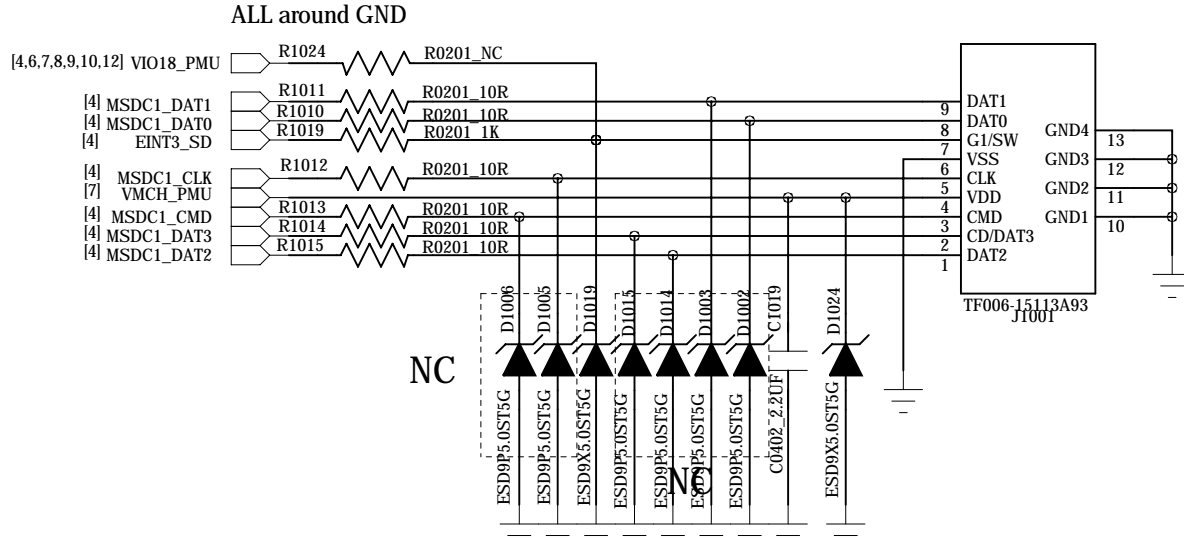 ALL around GND
[4,6,7,8,9,10,12] VIO18_PMU R1024 R0201_NC
[4] MSDC1_DAT1 R1011 R0201_10R
[4] MSDC1_DAT0 R1010 R0201_10R
[4] EINT3_SD R1019 R0201_1K
[4] MSDC1_CLK R1012 R0201_10R
[7] VMCH_PMU
[4] MSDC1_CMD R1013 R0201_10R
[4] MSDC1_DAT3 R1014 R0201_10R
[4] MSDC1_DAT2 R1015 R0201_10R
9 DAT1
8 DAT0
7 G1/SW
VSS
6 CLK
5 VDD
4 CMD
3 CD/DAT3
2 DAT2
1
GND4 13
GND3 12
GND2 11
GND1 10
TF006-15113A93
J1001
NC
D1006
D1005
D1019
D1015
D1014
D1003
D1002
C1019
D1024
ESD9P5.0ST5G
ESD9P5.0ST5G
ESD9X5.0ST5G
ESD9P5.0ST5G
ESD9P5.0ST5G
ESD9P5.0ST5G
ESD9P5.0ST5G
C0402_2.2UF
ESD9X5.0ST5G
NC